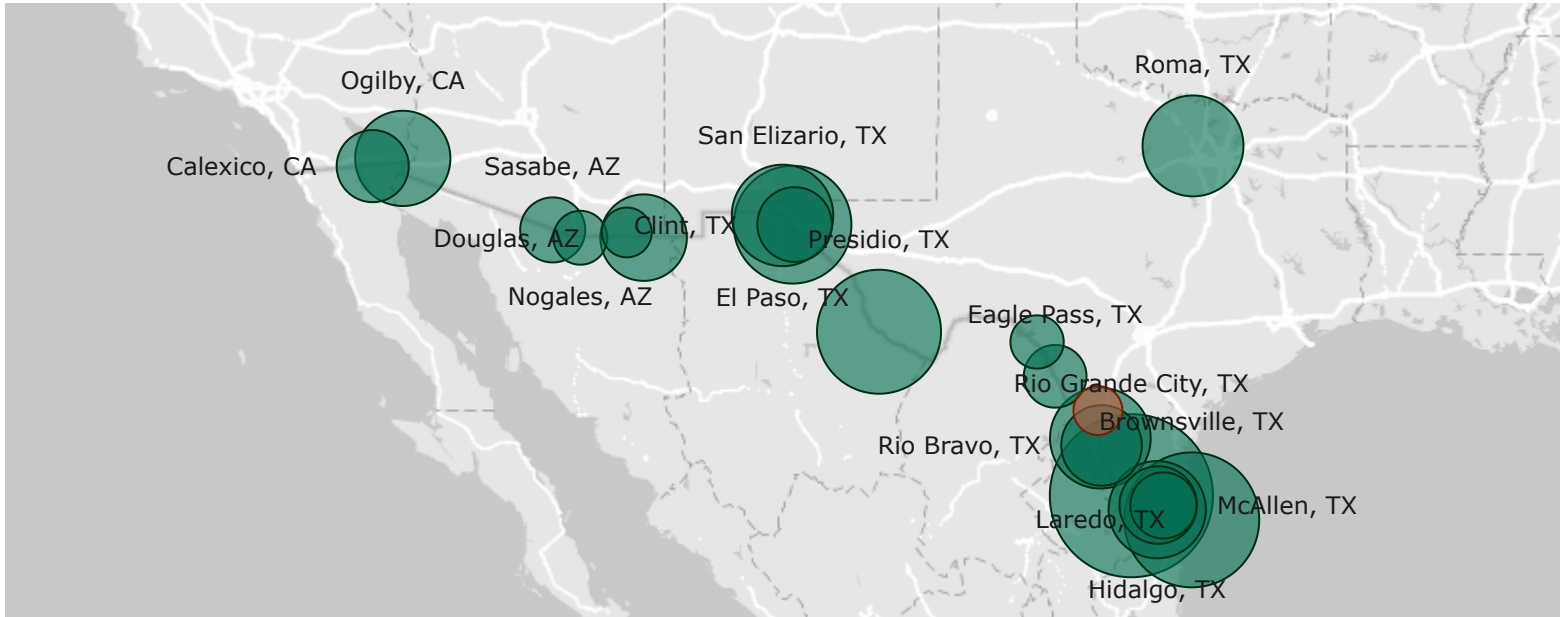 Roma, TX
Ogilby, CA
San Elizario, TX
Calexico, CA
Sasabe, AZ
Clint, TX
Douglas, AZ
Presidio, TX
Nogales, AZ
El Paso, TX
Eagle Pass, TX
Rio Grande City, TX
Brownsville, TX
Rio Bravo, TX
McAllen, TX
Laredo, TX
Hidalgo, TX